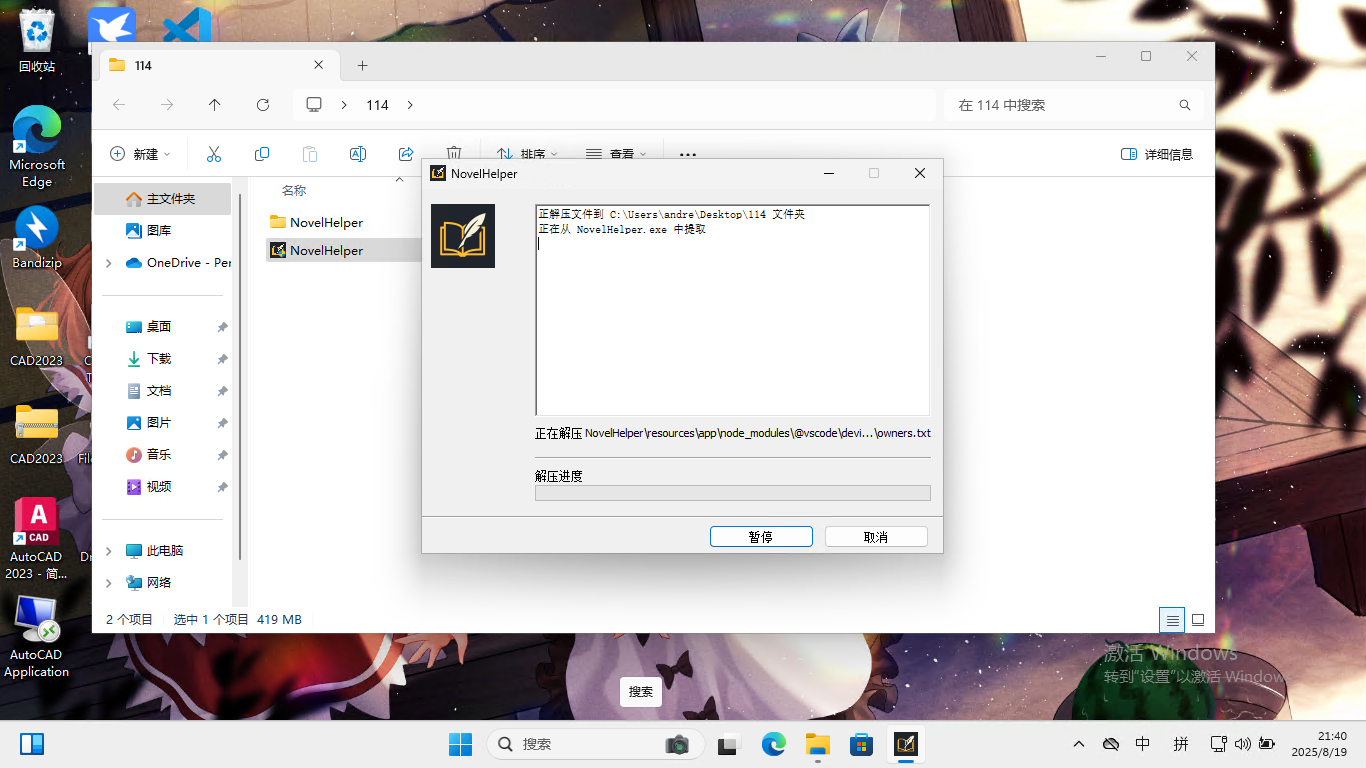 回收站
Microsoft
Edge
Bandizip
CAD2023
CAD2023
A
CAD
AutoCAD
2023 - 简...
AutoCAD
Application
114
114
在 114 中搜索
新建
排序
查看
详细信息
主文件夹
图库
OneDrive - Per
桌面
下载
文档
图片
音乐
视频
此电脑
网络
名称
NovelHelper
NovelHelper
2 个项目
选中 1 个项目
419 MB
NovelHelper
正解压文件到 C:\Users\andre\Desktop\114 文件夹
正在从 NovelHelper.exe 中提取
正在解压 NovelHelper\resources\app\node_modules\@vscode\devi...\owners.txt
解压进度
暂停
取消
激活 Windows
转到"设置"以激活 Windows
搜索
搜索
中
拼
21:40
2025/8/19